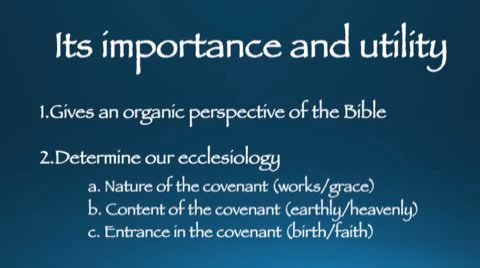 Its importance and utility
1.Gives an organic perspective of the Bible
2.Determine our ecclesiology
a. Nature of the covenant (works/grace)
b. Content of the covenant (earthly/heavenly)
c. Entrance in the covenant (birth/faith)